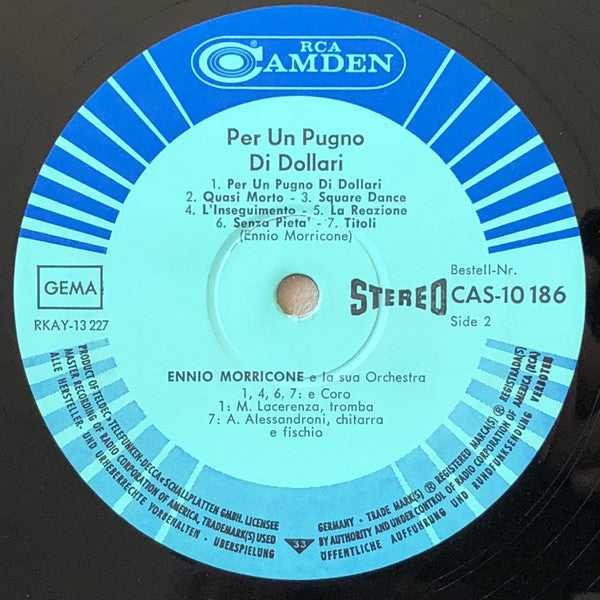 RCA
CAMDEN
Per Un Pugno
Di Dollari
1. Per Un Pugno Di Dollari
2. Quasi Morto - 3. Square Dance
4. L'Inseguimento - 5. La Reazione
6. Senza Pieta' - 7. Titoli
(Ennio Morricone)
GEMA
RKAY-13 227
Bestell-Nr.
STEREO CAS-10 186
Side 2
ENNIO MORRICONE e la sua Orchestra
1, 4, 6, 7: e Coro
1: M. Lacerenza, tromba
7: A. Alessandroni, chitarra
e fischio
PRODUCT OF TELDEC »TELEFUNKEN-DECCA« SCHALLPLATTEN GMBH. LICENSEE
MASTER RECORDING OF RADIO CORPORATION OF AMERICA, TRADEMARK(S) USED
ALLE HERSTELLER- UND URHEBERRECHTE VORBEHALTEN · ÜBERSPIELUNG
33
GERMANY · TRADE MARK(S) ® REGISTERED MARCA(S) ® REGISTRADA(S)
BY AUTHORITY AND UNDER CONTROL OF RADIO CORPORATION OF AMERICA (RCA)
ÖFFENTLICHE AUFFÜHRUNG UND RUNDFUNKSENDUNG VERBOTEN